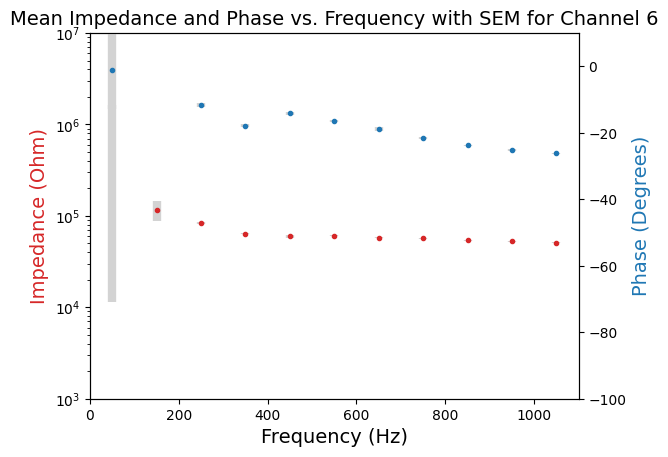 Mean Impedance and Phase vs. Frequency with SEM for Channel 6
Impedance (Ohm)
10^7
10^6
10^5
10^4
10^3
0 200 400 600 800 1000
Frequency (Hz)
0
−20
−40
−60
−80
−100
Phase (Degrees)